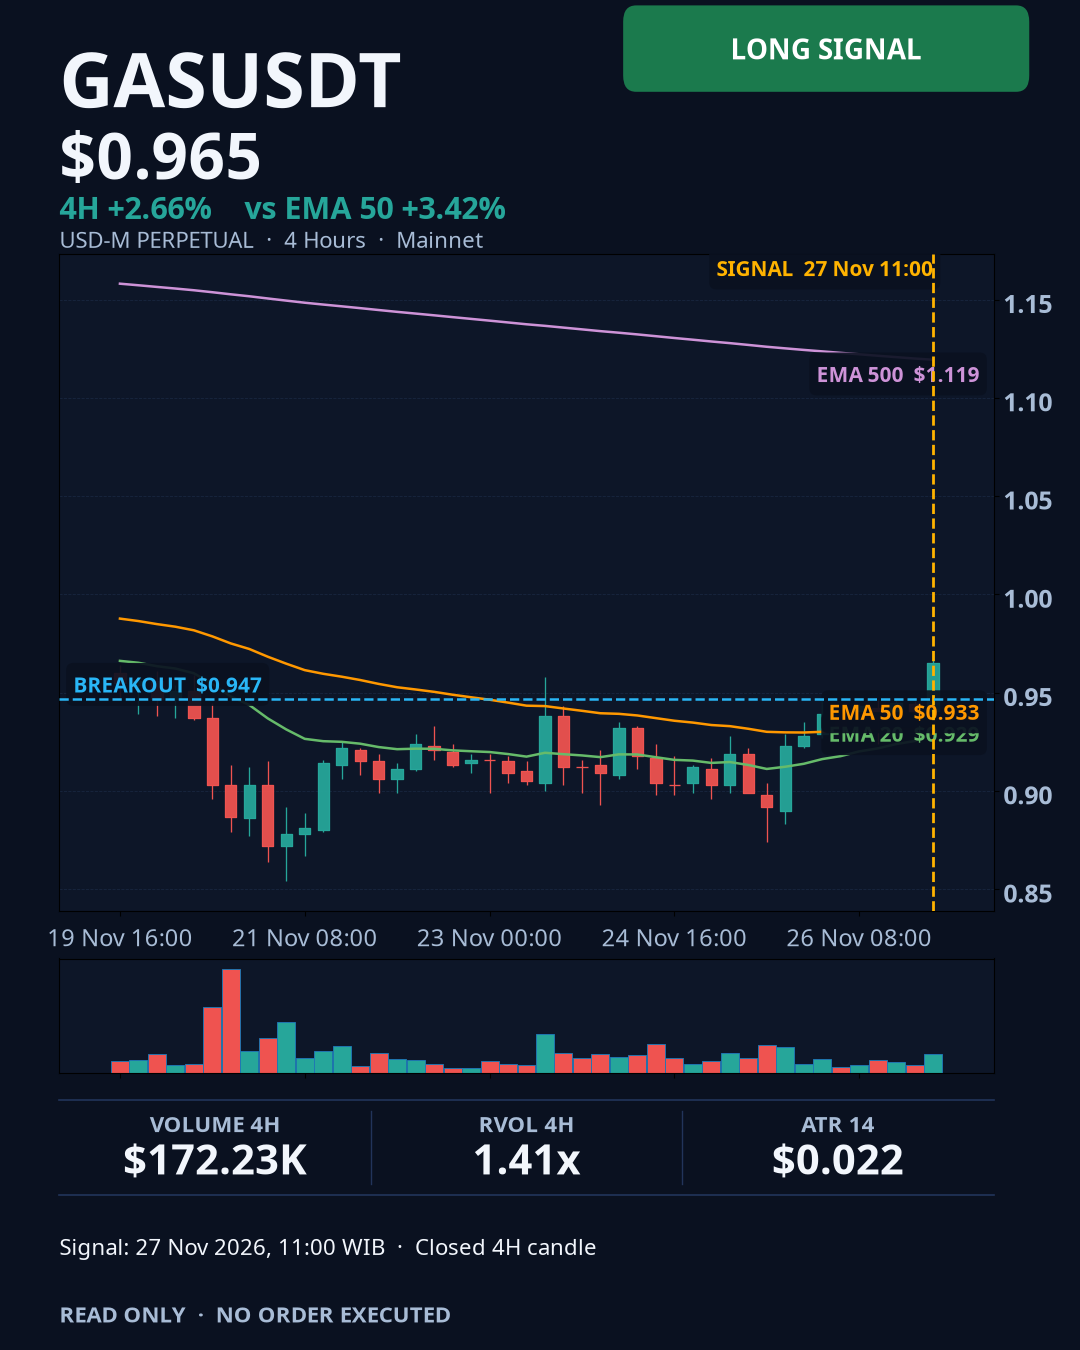 LONG SIGNAL
GASUSDT
$0.965
4H +2.66% vs EMA 50 +3.42%
USD-M PERPETUAL · 4 Hours · Mainnet
SIGNAL 27 Nov 11:00
1.15
EMA 500 $1.119
1.10
1.05
1.00
BREAKOUT $0.947
0.95
EMA 50 $0.933
EMA 20 $0.929
0.90
0.85
19 Nov 16:00 21 Nov 08:00 23 Nov 00:00 24 Nov 16:00 26 Nov 08:00
VOLUME 4H RVOL 4H ATR 14
$172.23K 1.41x $0.022
Signal: 27 Nov 2026, 11:00 WIB · Closed 4H candle
READ ONLY · NO ORDER EXECUTED